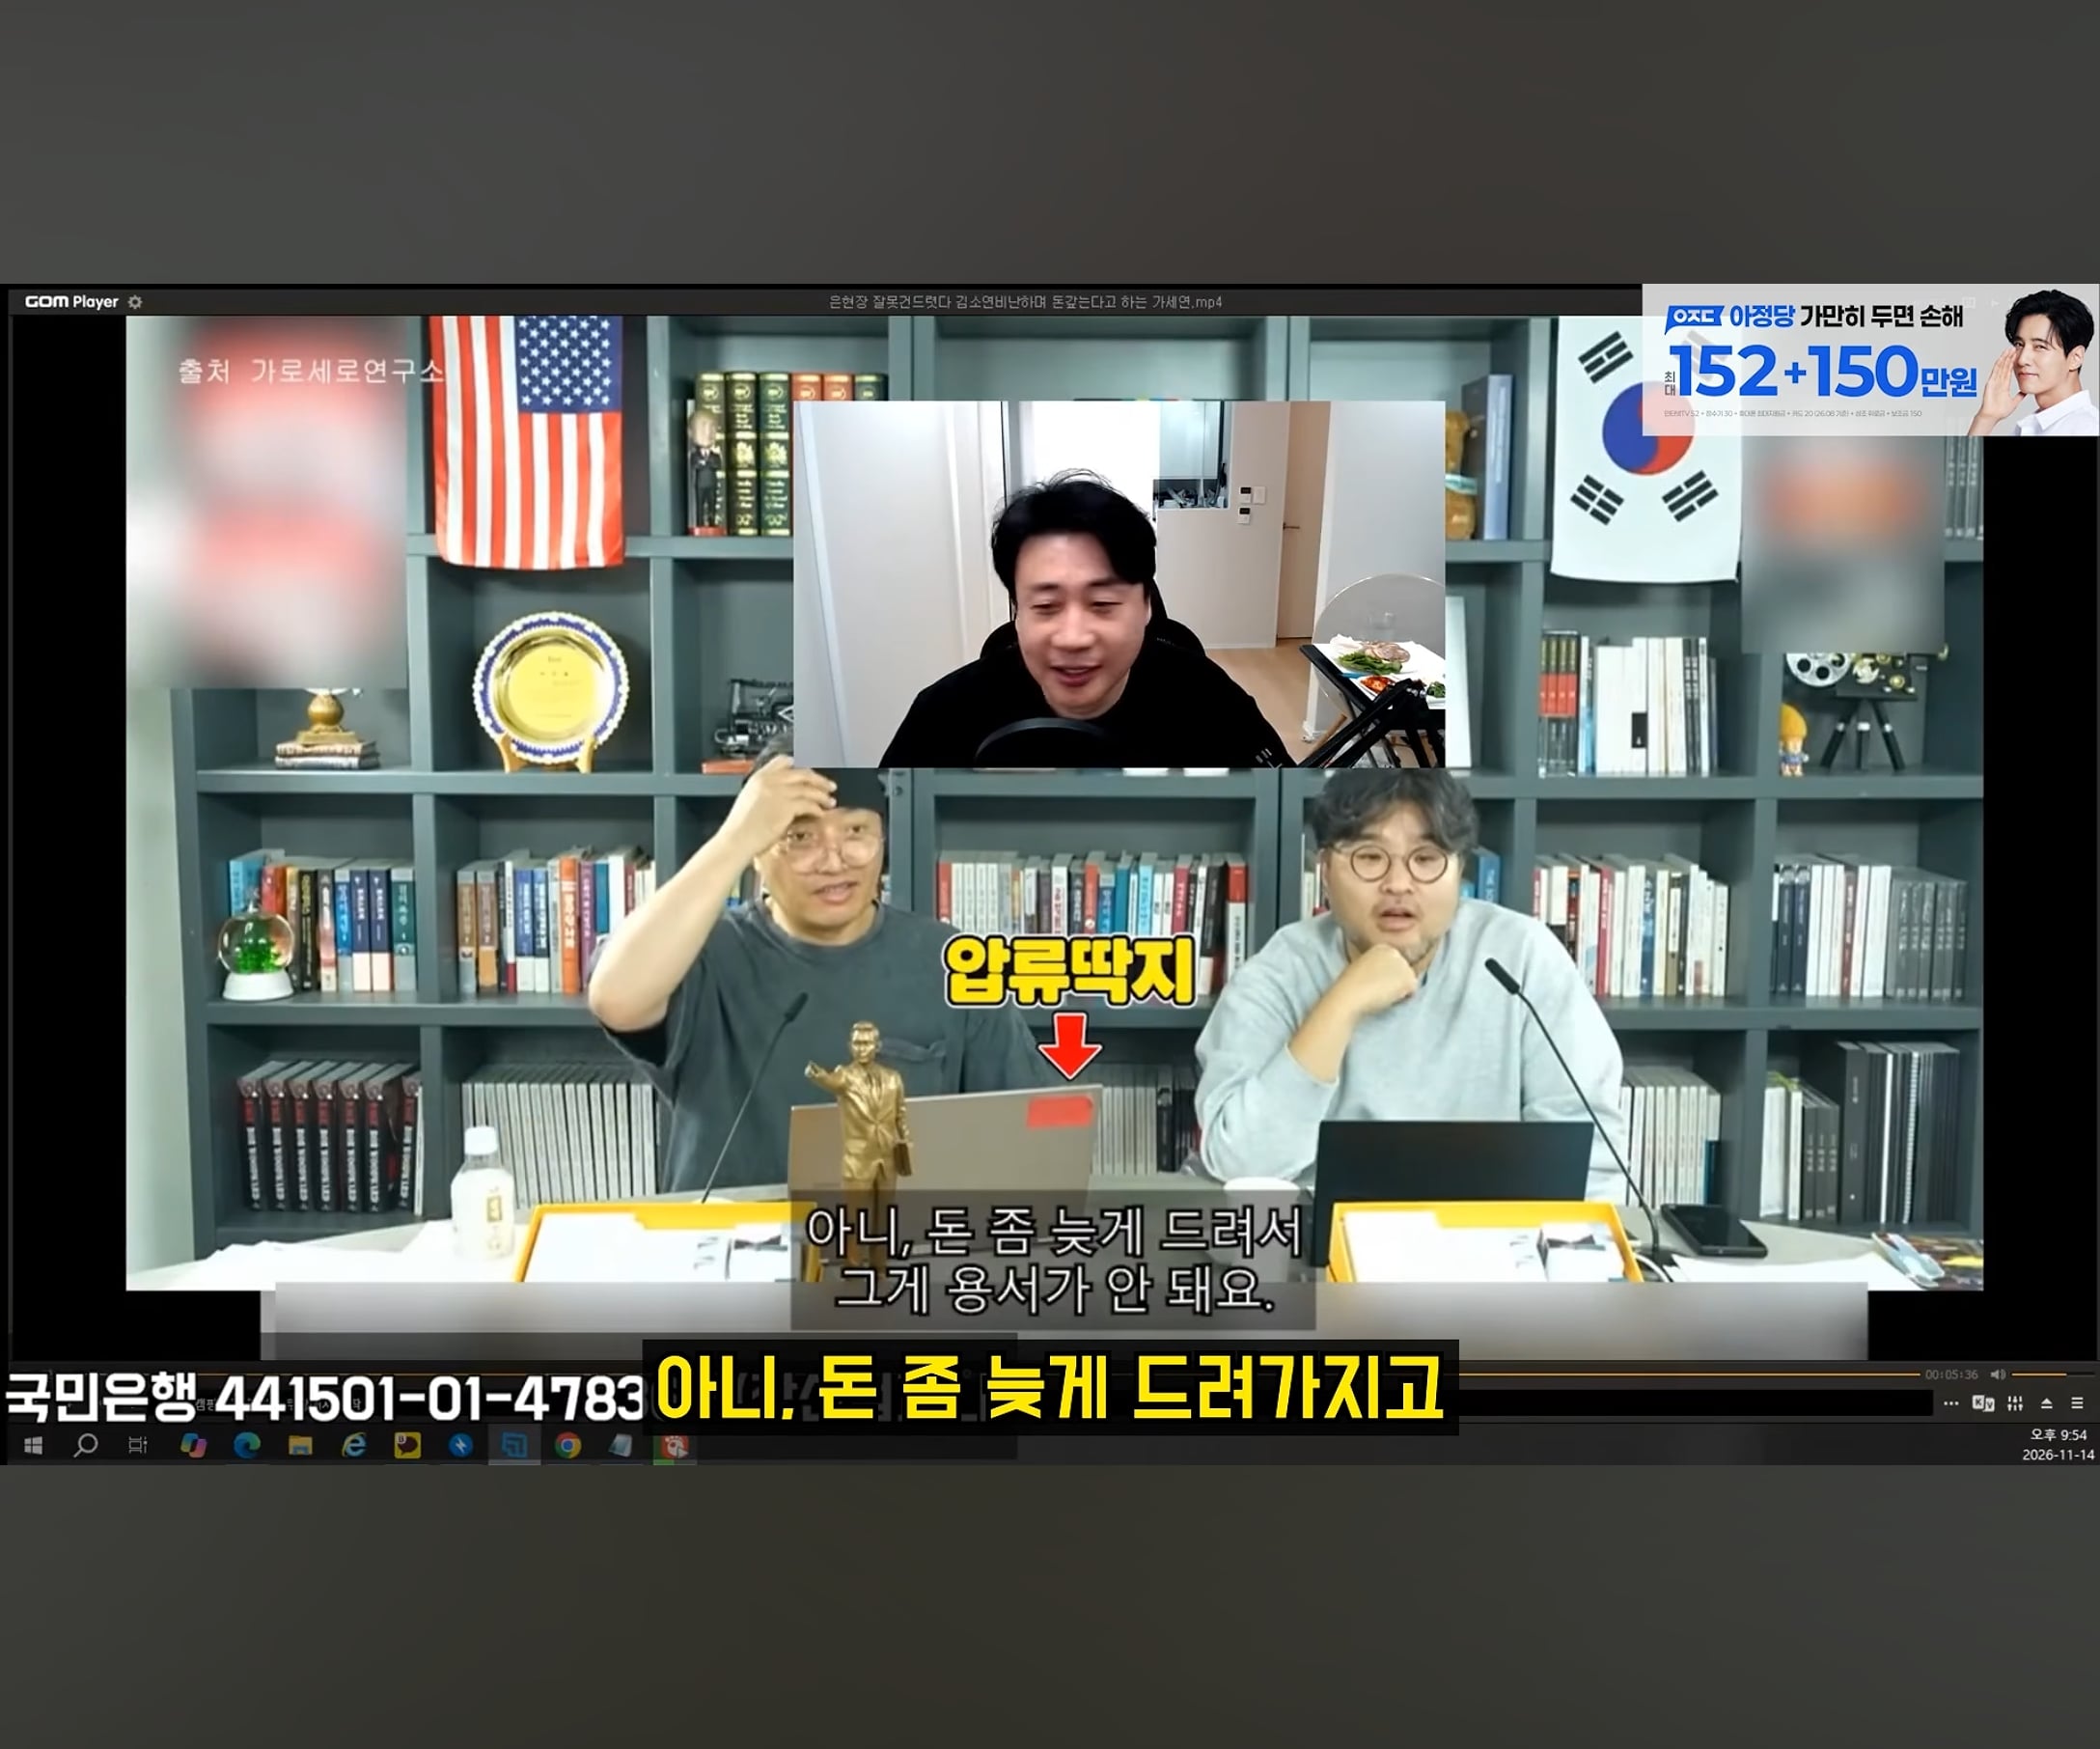 GOM Player
은현장 잘못건드렷다 김소연비난하며 돈갚는다고 하는 가세연.mp4
아정당 가만히 두면 손해
최대 152+150만원
출처 가로세로연구소
압류딱지
아니, 돈 좀 늦게 드려서
그게 용서가 안 돼요.
00:05:36
국민은행 441501-01-4783
아니, 돈 좀 늦게 드려가지고
오후 9:54
2026-11-14